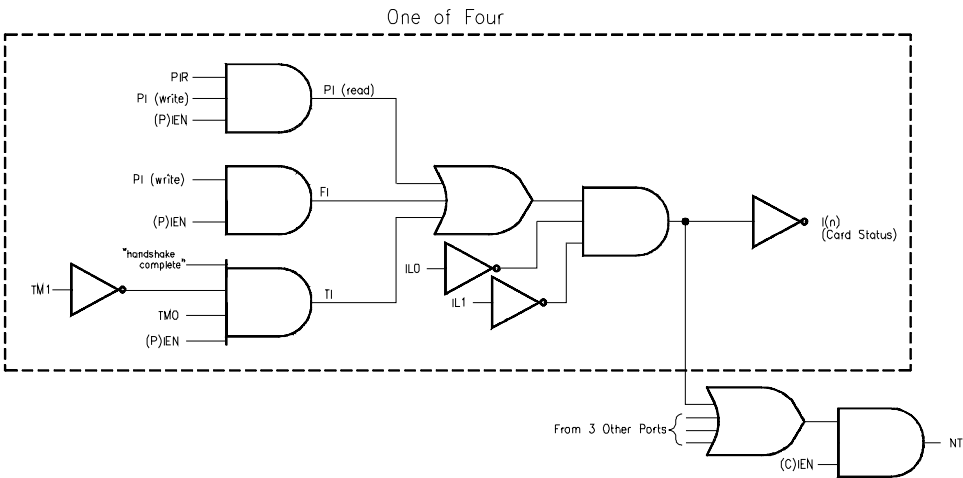 One of Four
PIR
PI (write)
(P)IEN
PI (read)
PI (write)
(P)IEN
FI
"handshake
complete"
TM1
TM0
(P)IEN
TI
IL0
IL1
I(n)
(Card Status)
From 3 Other Ports
(C)IEN
NT